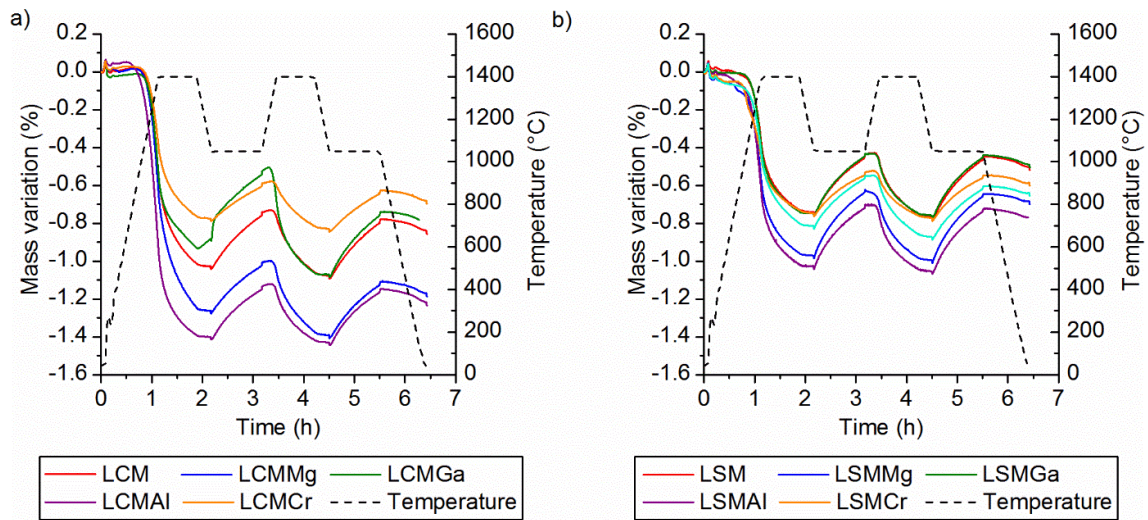 a)
0.2
0.0
-0.2
-0.4
-0.6
-0.8
-1.0
-1.2
-1.4
-1.6
Mass variation (%)
0 1 2 3 4 5 6 7
Time (h)
1600
1400
1200
1000
800
600
400
200
0
Temperature (°C)
LCM LCMMg LCMGa
LCMAl LCMCr Temperature
b)
0.2
0.0
-0.2
-0.4
-0.6
-0.8
-1.0
-1.2
-1.4
-1.6
Mass variation (%)
0 1 2 3 4 5 6 7
Time (h)
1600
1400
1200
1000
800
600
400
200
0
Temperature (°C)
LSM LSMMg LSMGa
LSMAl LSMCr Temperature